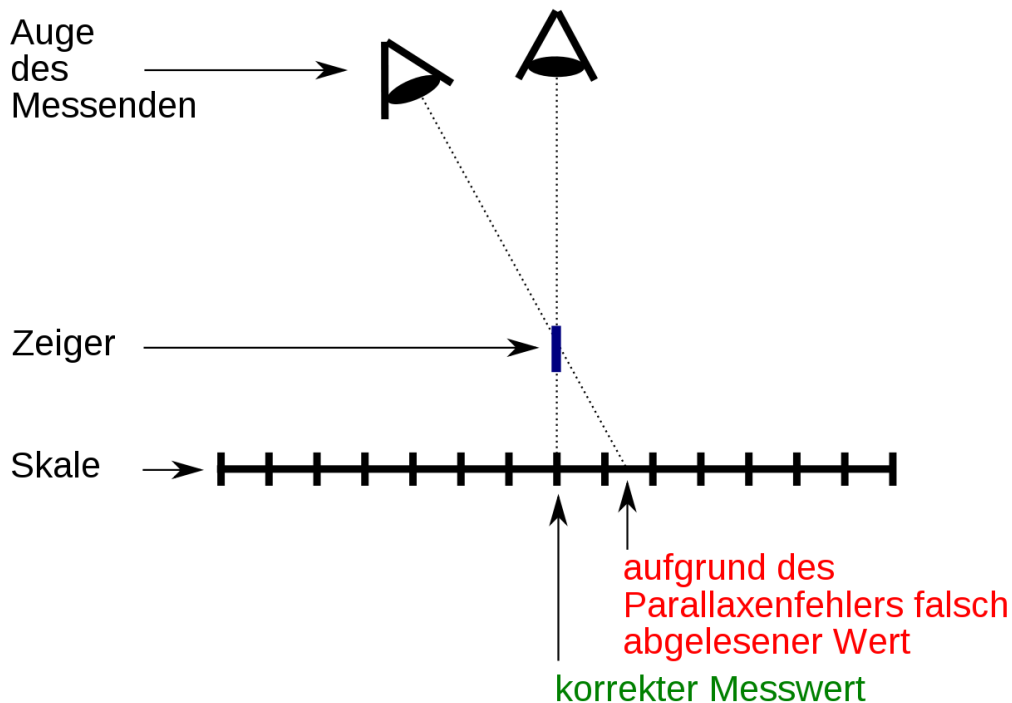 Auge
des
Messenden
Zeiger
Skale
aufgrund des
Parallaxenfehlers falsch
abgelesener Wert
korrekter Messwert